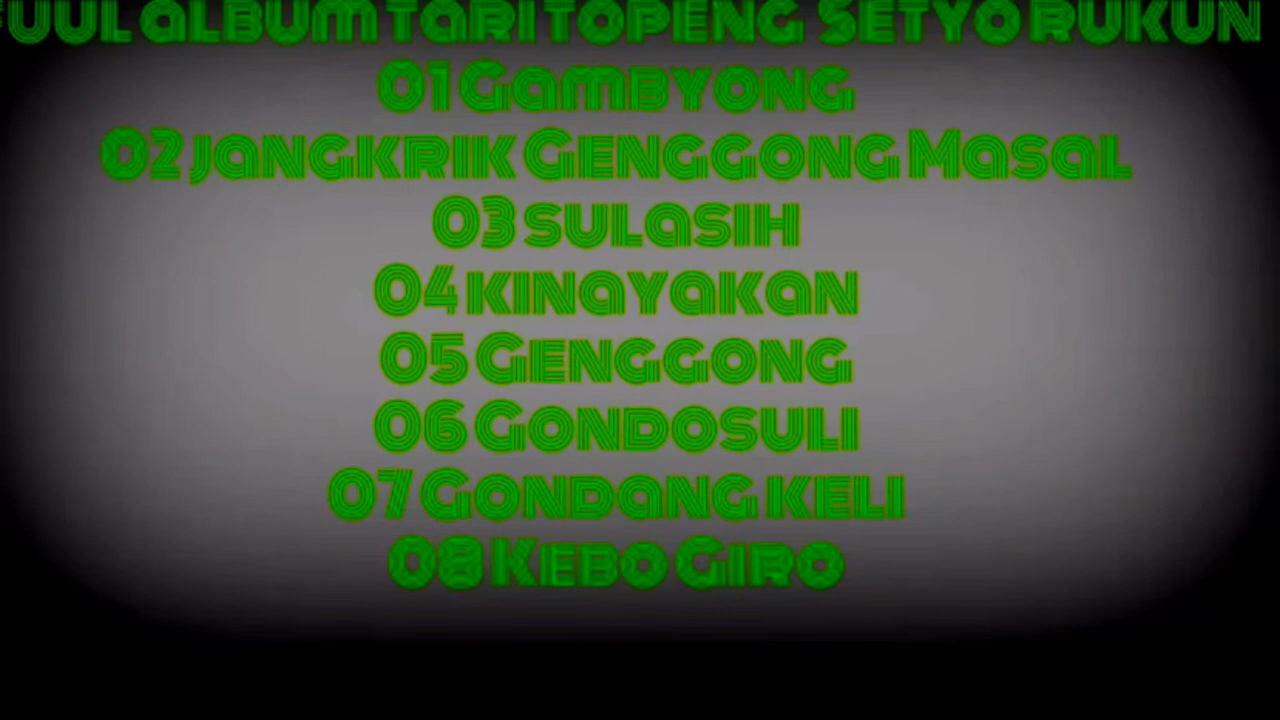 FUUL aLBUM TaRI TOPENG SETYO RUKUN
01 GamBYONG
02 jaNGKRIK GENGGONG MasaL
03 sULasIH
04 KINaYaKaN
05 GENGGONG
06 GONDOSULI
07 GONDaNG KELI
08 KEBO GIRO